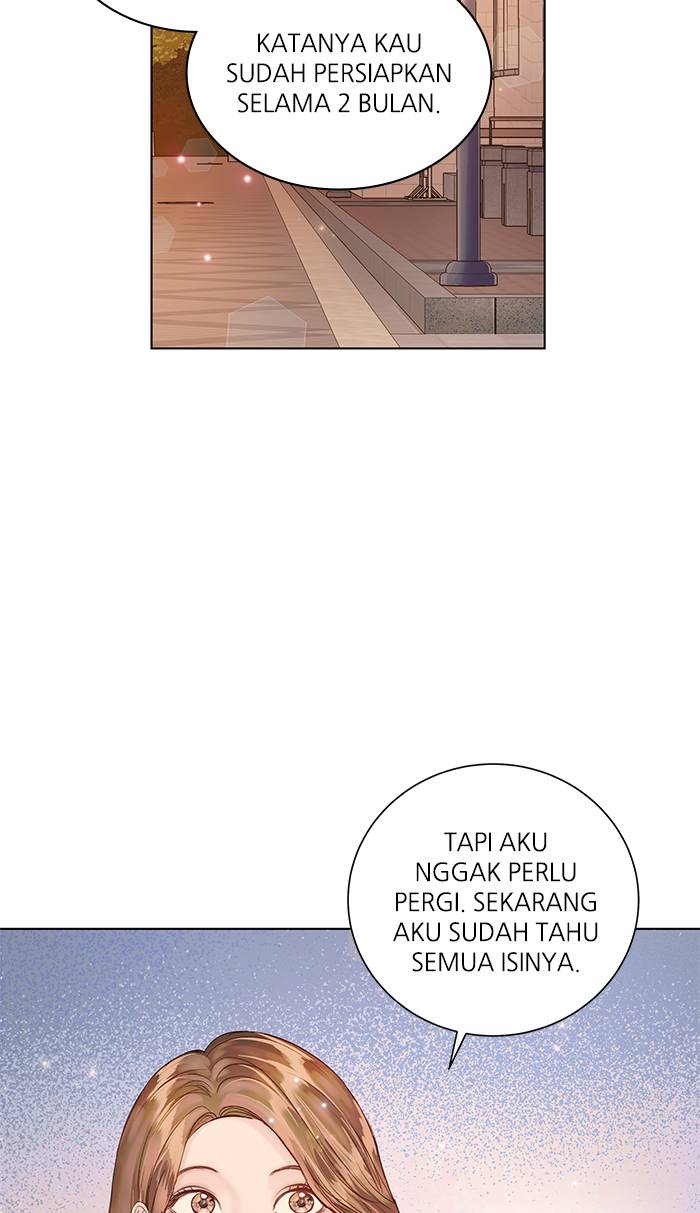 KATANYA KAU
SUDAH PERSIAPKAN
SELAMA 2 BULAN.
TAPI AKU
NGGAK PERLU
PERGI. SEKARANG
AKU SUDAH TAHU
SEMUA ISINYA.